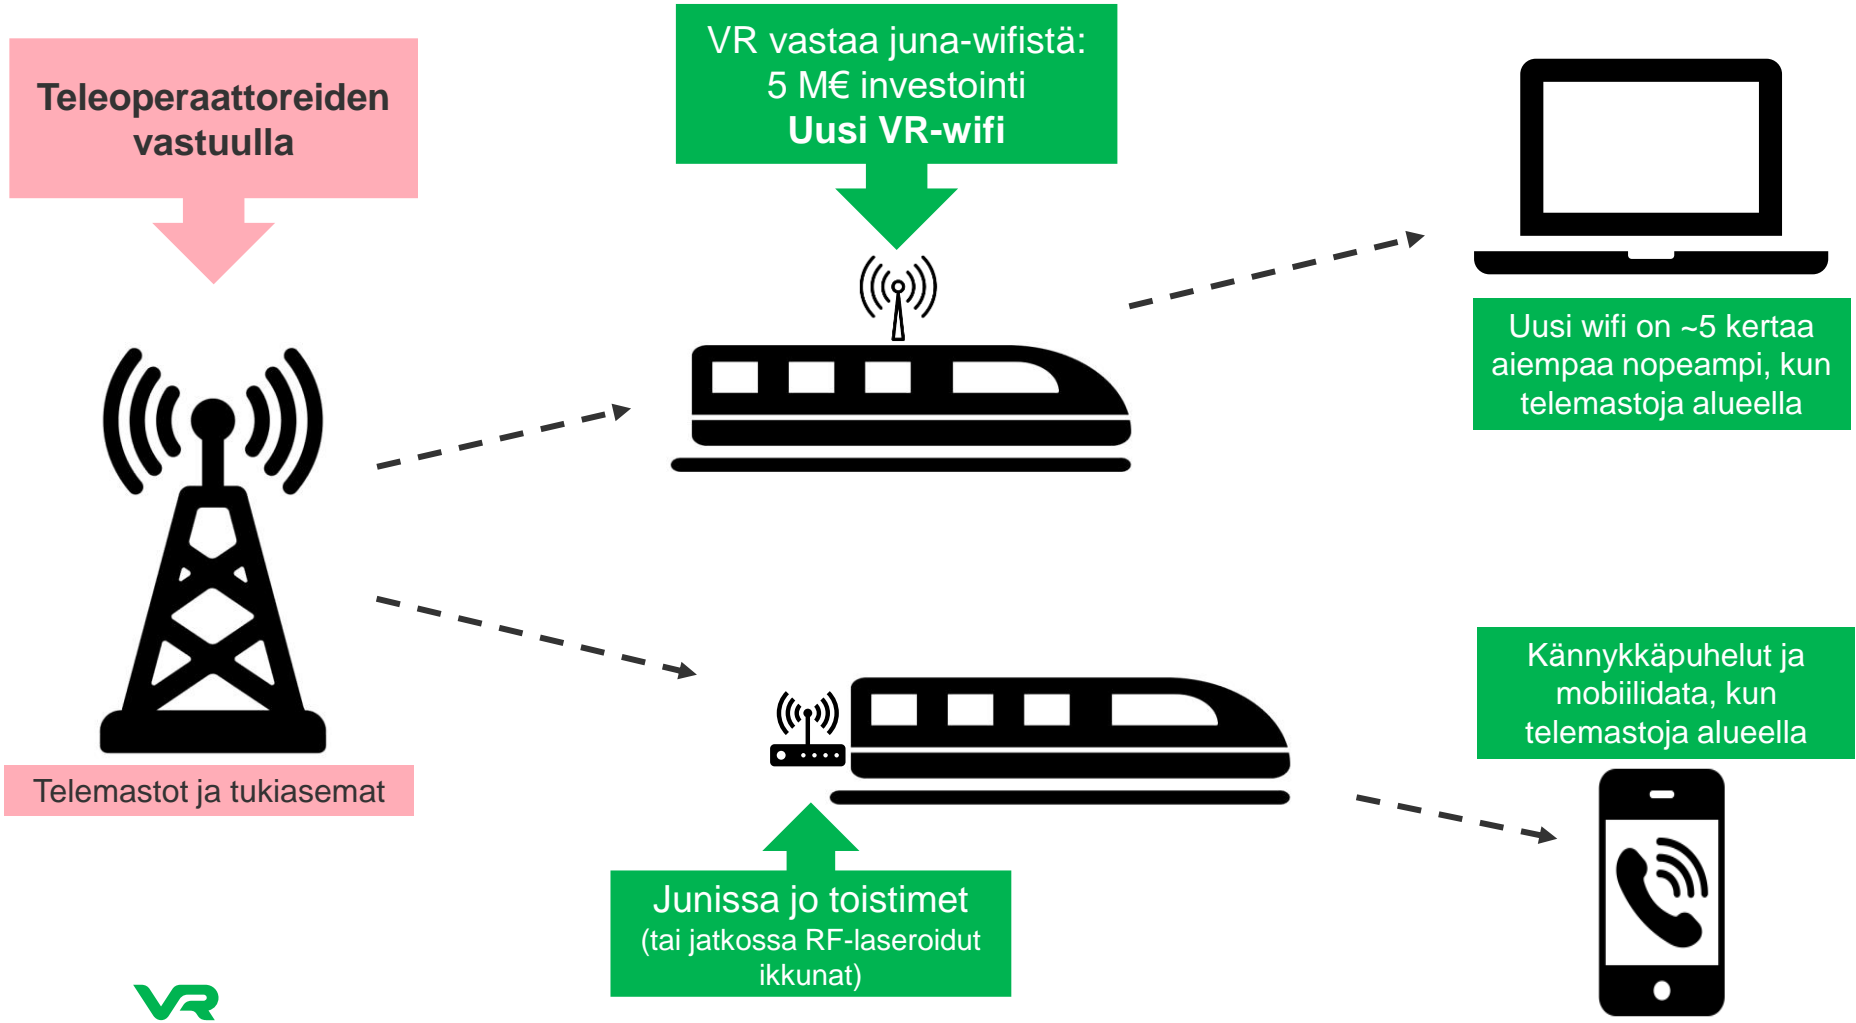 Teleoperaattoreiden
vastuulla
VR vastaa juna-wifistä:
5 M€ investointi
Uusi VR-wifi
Uusi wifi on ~5 kertaa
aiempaa nopeampi, kun
telemastoja alueella
Telemastot ja tukiasemat
Kännykkäpuhelut ja
mobiilidata, kun
telemastoja alueella
Junissa jo toistimet
(tai jatkossa RF-laseroidut
ikkunat)
VR